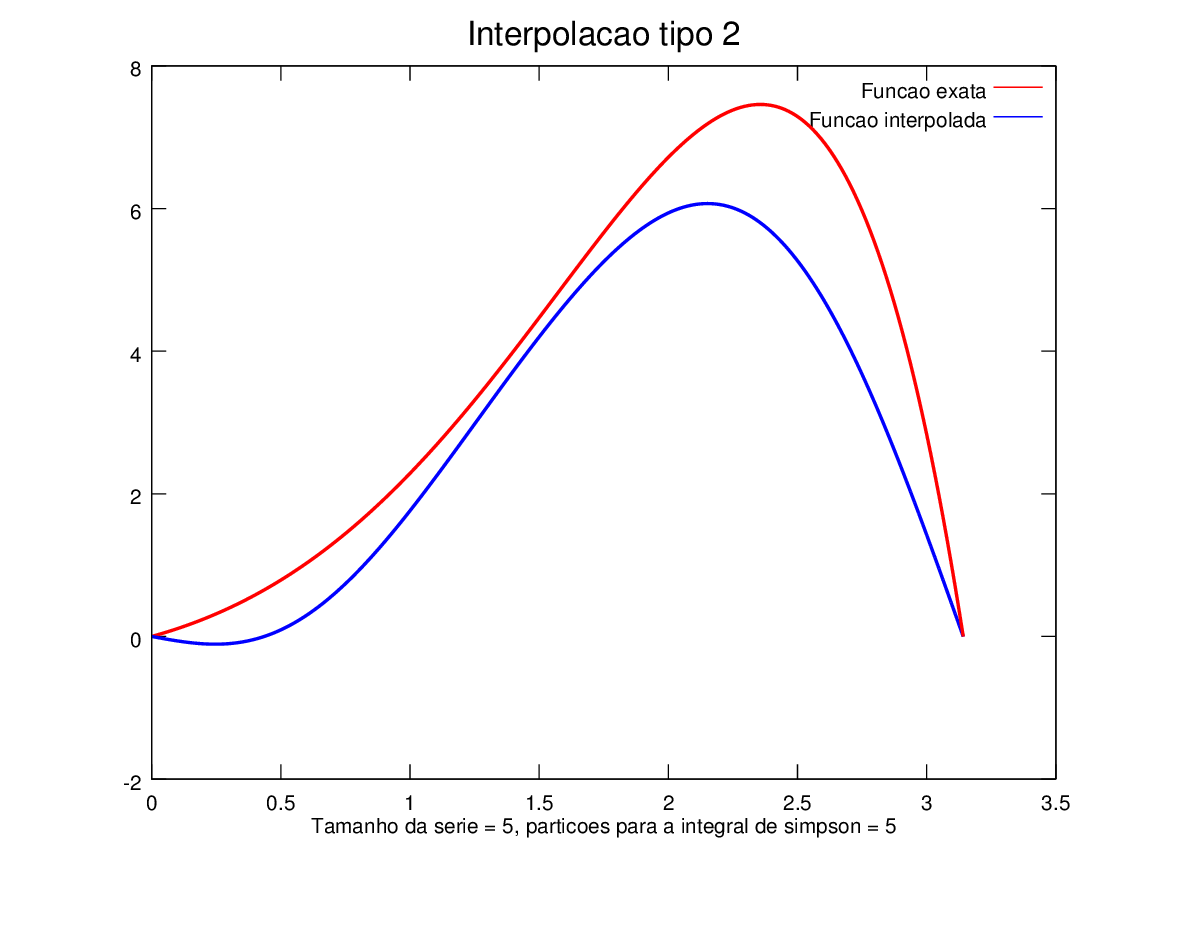 Interpolacao tipo 2
8
Funcao exata
Funcao interpolada
6
4
2
0
-2
0 0.5 1 1.5 2 2.5 3 3.5
Tamanho da serie = 5, particoes para a integral de simpson = 5